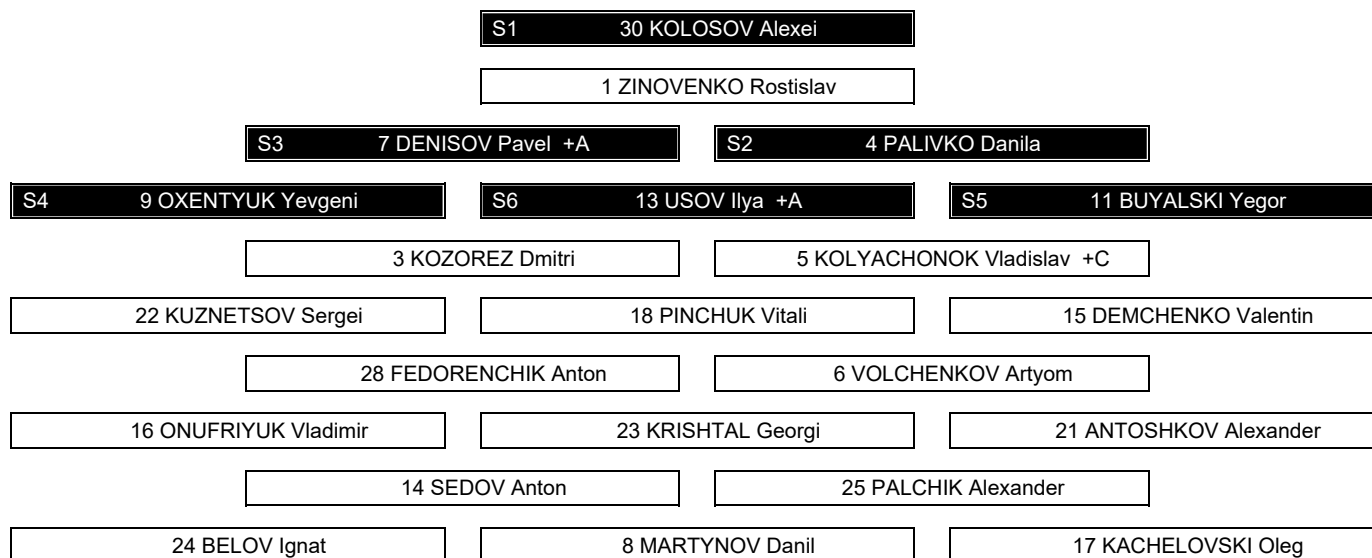 S1 30 KOLOSOV Alexei
1 ZINOVENKO Rostislav
S3 7 DENISOV Pavel +A S2 4 PALIVKO Danila
S4 9 OXENTYUK Yevgeni S6 13 USOV Ilya +A S5 11 BUYALSKI Yegor
3 KOZOREZ Dmitri 5 KOLYACHONOK Vladislav +C
22 KUZNETSOV Sergei 18 PINCHUK Vitali 15 DEMCHENKO Valentin
28 FEDORENCHIK Anton 6 VOLCHENKOV Artyom
16 ONUFRIYUK Vladimir 23 KRISHTAL Georgi 21 ANTOSHKOV Alexander
14 SEDOV Anton 25 PALCHIK Alexander
24 BELOV Ignat 8 MARTYNOV Danil 17 KACHELOVSKI Oleg